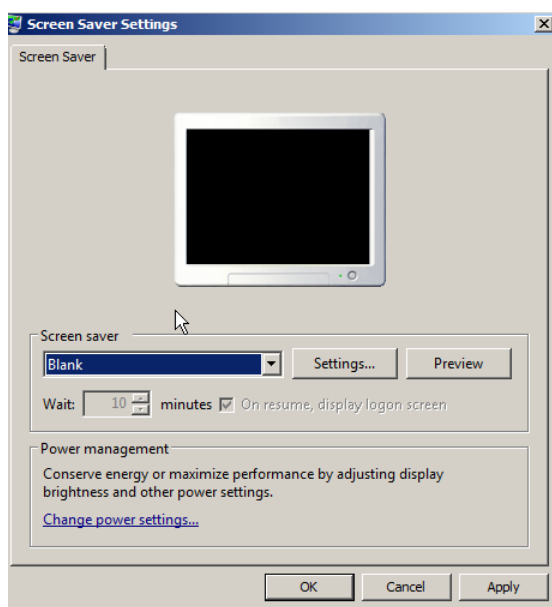 Screen Saver Settings
Screen Saver
Screen saver
Blank
Settings...
Preview
Wait: 10 minutes On resume, display logon screen
Power management
Conserve energy or maximize performance by adjusting display
brightness and other power settings.
Change power settings...
OK
Cancel
Apply